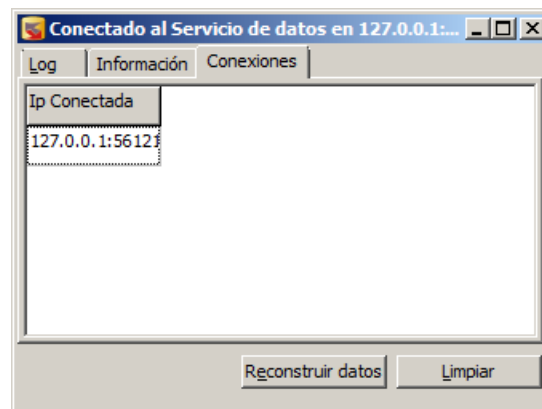 Conectado al Servicio de datos en 127.0.0.1:...
Log Información Conexiones
Ip Conectada
127.0.0.1:56121
Reconstruir datos Limpiar